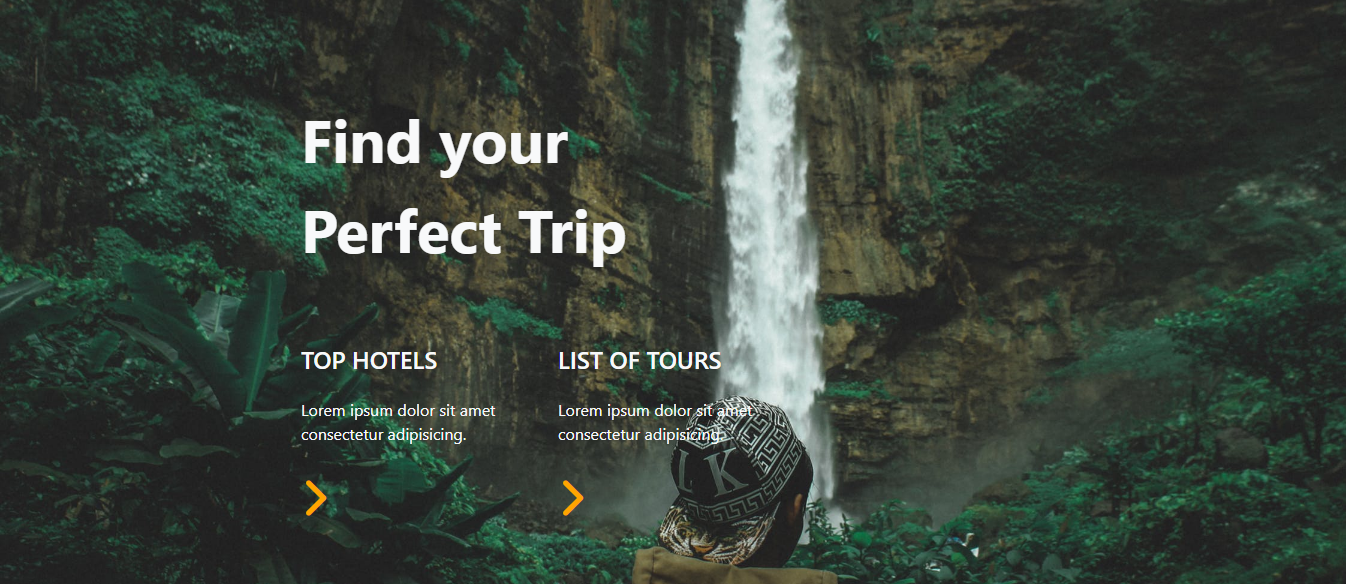 Find your
Perfect Trip
TOP HOTELS
LIST OF TOURS
Lorem ipsum dolor sit amet
consectetur adipisicing.
Lorem ipsum dolor sit amet
consectetur adipisicing.
LK